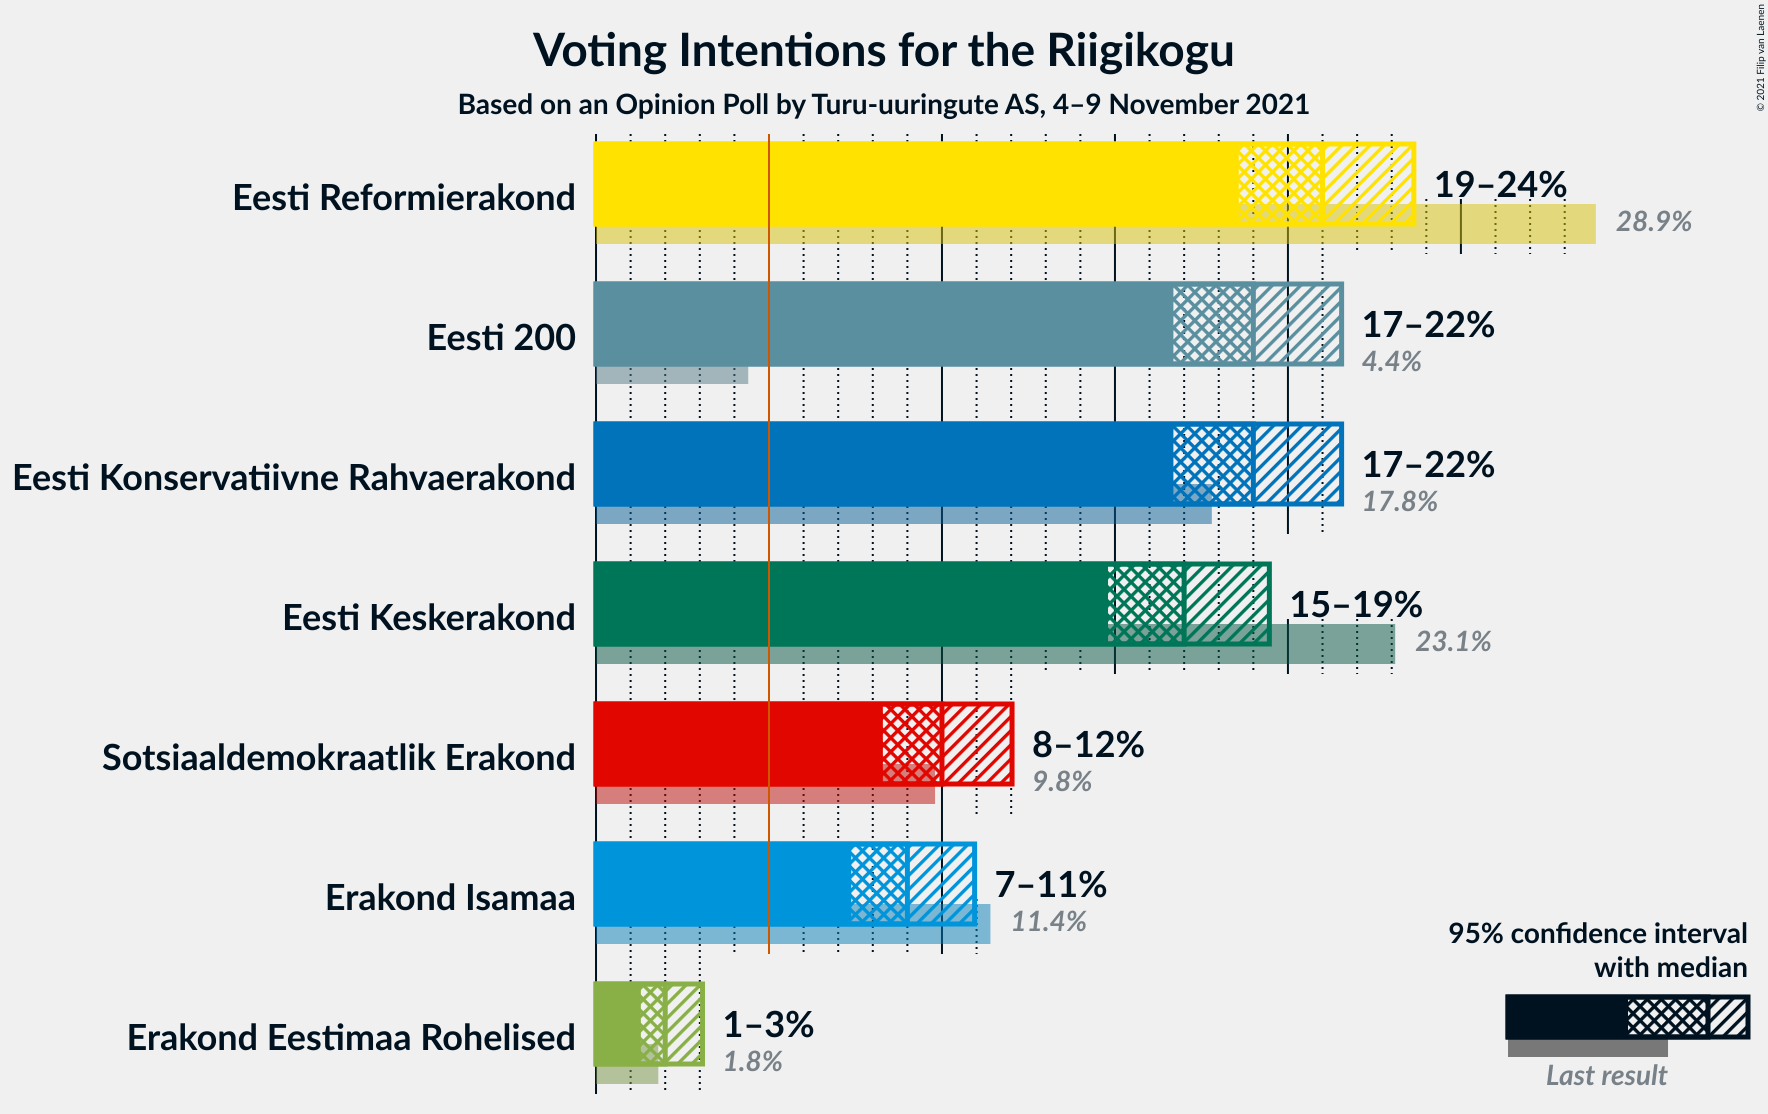 Voting Intentions for the Riigikogu
Based on an Opinion Poll by Turu-uuringute AS, 4–9 November 2021
© 2021 Filip van Laenen
Eesti Reformierakond
19–24%
28.9%
Eesti 200
17–22%
4.4%
Eesti Konservatiivne Rahvaerakond
17–22%
17.8%
Eesti Keskerakond
15–19%
23.1%
Sotsiaaldemokraatlik Erakond
8–12%
9.8%
Erakond Isamaa
7–11%
11.4%
Erakond Eestimaa Rohelised
1–3%
1.8%
95% confidence interval
with median
Last result